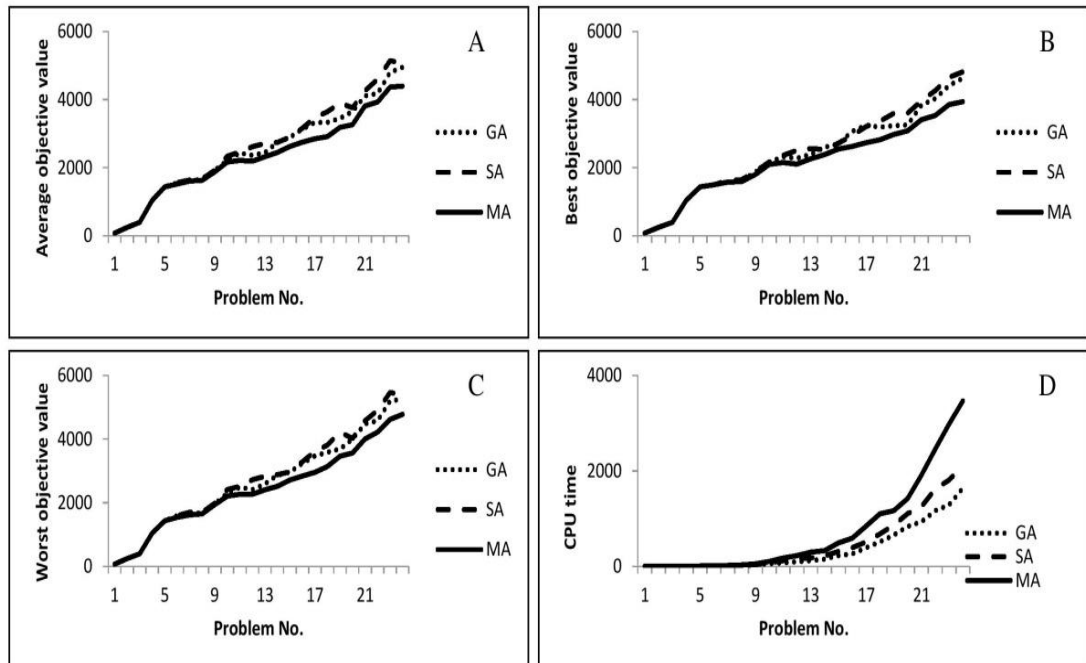 A
6000
4000
2000
0
Average objective value
1 5 9 13 17 21
Problem No.
GA
SA
MA
B
6000
4000
2000
0
Best objective value
1 5 9 13 17 21
Problem No.
GA
SA
MA
C
6000
4000
2000
0
Worst objective value
1 5 9 13 17 21
Problem No.
GA
SA
MA
D
4000
2000
0
CPU time
1 5 9 13 17 21
Problem No.
GA
SA
MA